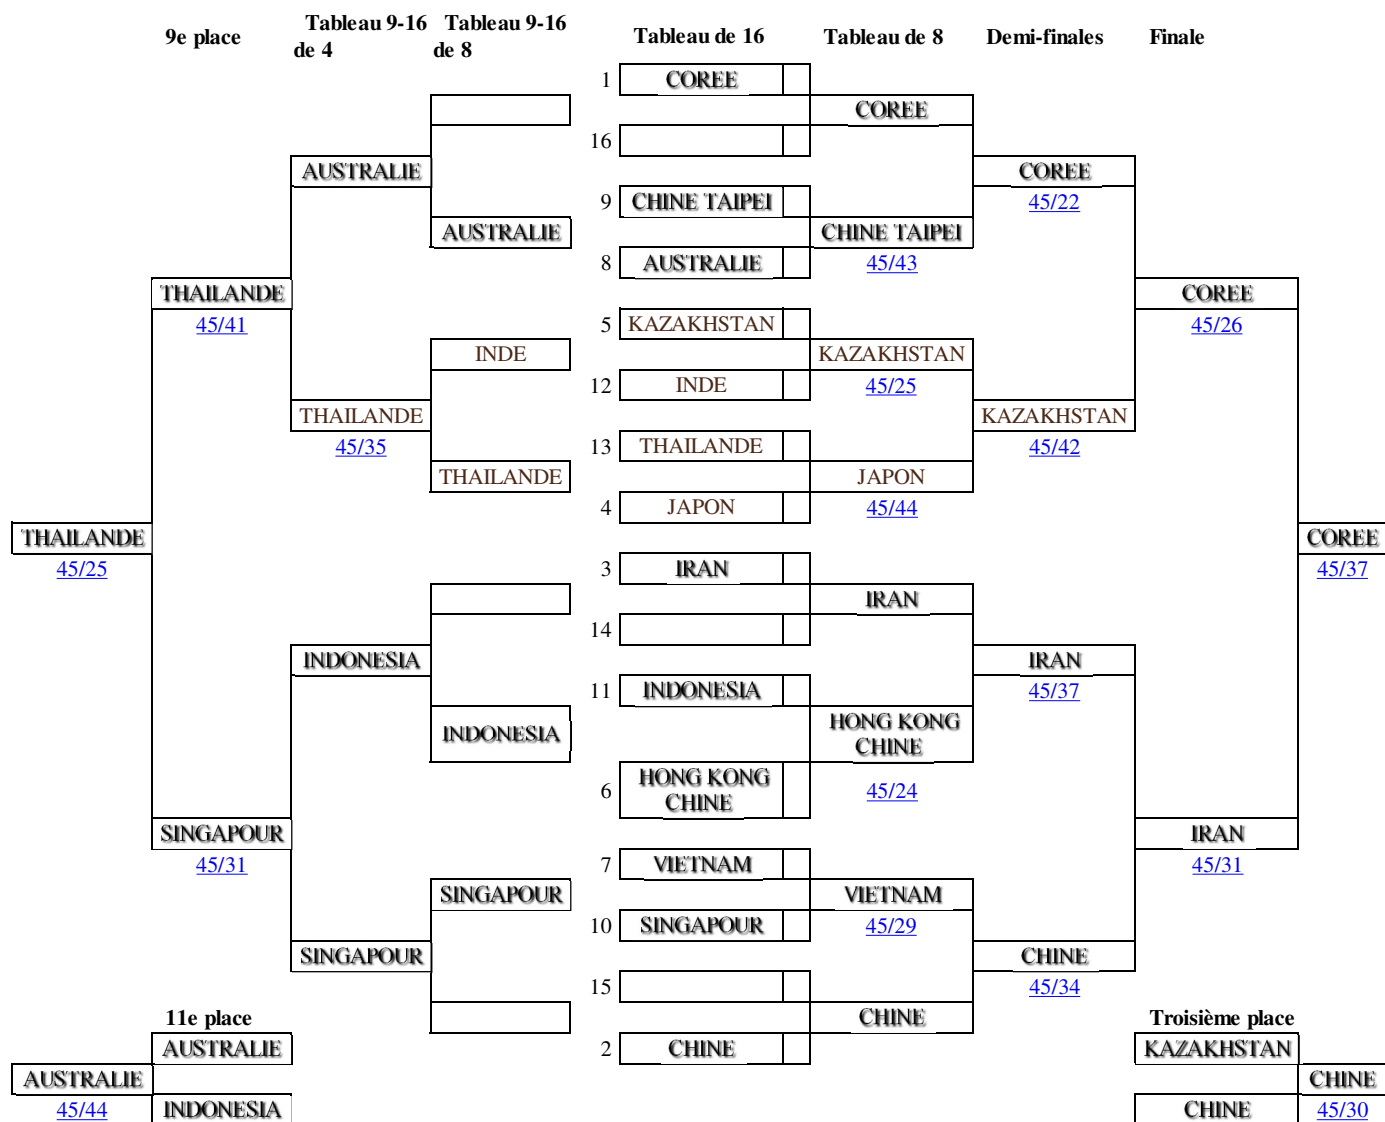 Tableau 9-16 Tableau 9-16
9e place de 4 de 8 Tableau de 16 Tableau de 8 Demi-finales Finale
1 COREE
COREE
16
AUSTRALIE COREE
9 CHINE TAIPEI 45/22
AUSTRALIE CHINE TAIPEI
8 AUSTRALIE 45/43
THAILANDE COREE
45/41 5 KAZAKHSTAN 45/26
INDE KAZAKHSTAN
12 INDE 45/25
THAILANDE KAZAKHSTAN
45/35 13 THAILANDE 45/42
THAILANDE JAPON
4 JAPON 45/44
THAILANDE COREE
45/25 3 IRAN 45/37
IRAN
14
INDONESIA IRAN
11 INDONESIA 45/37
INDONESIA HONG KONG
CHINE
6 HONG KONG 45/24
CHINE
SINGAPOUR IRAN
45/31 7 VIETNAM 45/31
SINGAPOUR VIETNAM
10 SINGAPOUR 45/29
SINGAPOUR CHINE
15 45/34
11e place CHINE Troisième place
AUSTRALIE 2 CHINE KAZAKHSTAN
AUSTRALIE CHINE
45/44 INDONESIA CHINE 45/30